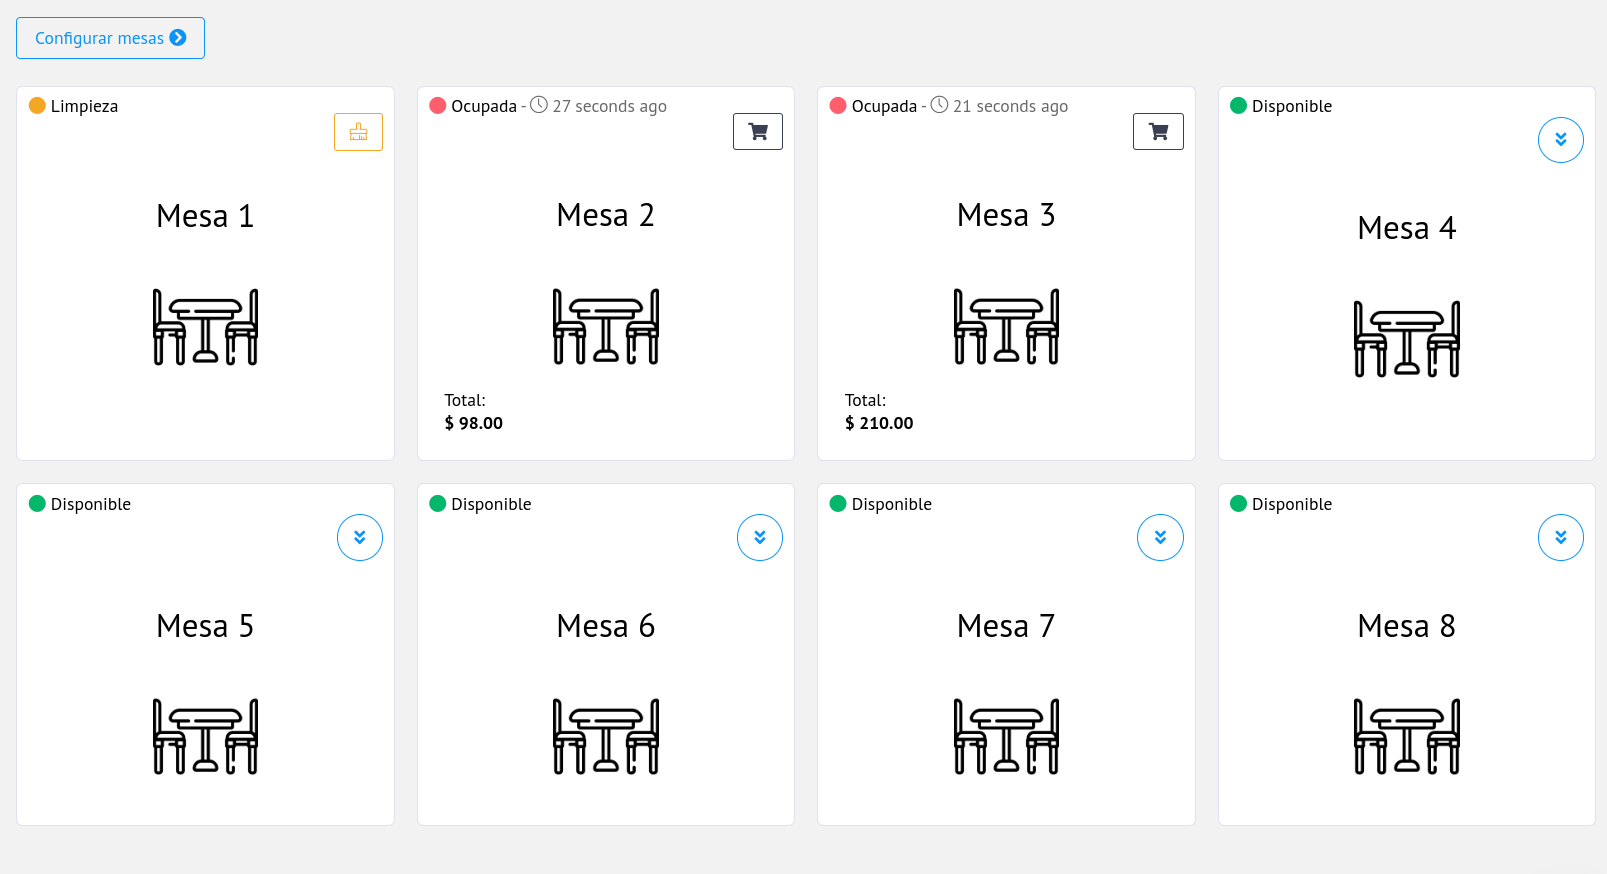 Configurar mesas
Limpieza
Mesa 1
Ocupada - 27 seconds ago
Mesa 2
Total:
$ 98.00
Ocupada - 21 seconds ago
Mesa 3
Total:
$ 210.00
Disponible
Mesa 4
Disponible
Mesa 5
Disponible
Mesa 6
Disponible
Mesa 7
Disponible
Mesa 8